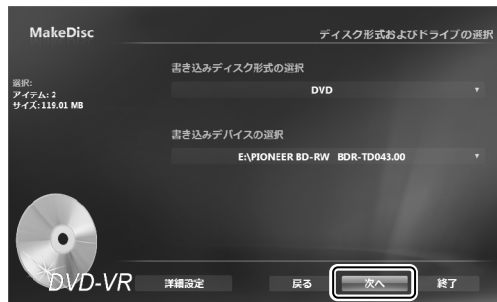 MakeDisc
ディスク形式およびドライブの選択
書き込みディスク形式の選択
DVD
選択:
アイテム: 2
サイズ: 119.01 MB
書き込みデバイスの選択
E:\PIONEER BD-RW BDR-TD043.00
DVD-VR
詳細設定
戻る
次へ
終了